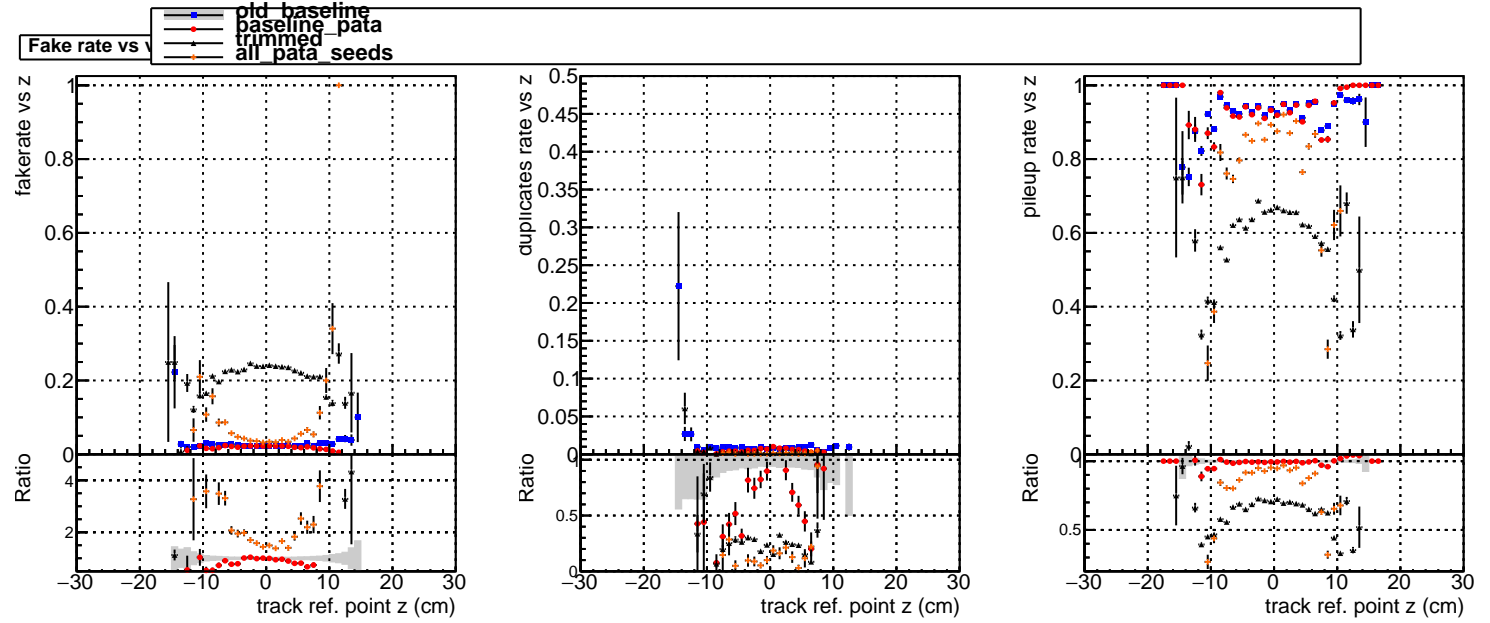 old_baseline
baseline_pata
trimmed
all_pata_seeds
Fake rate vs v
fakerate vs z
1
0.8
0.6
0.4
0.2
0
Ratio
4
2
−30 −20 −10 0 10 20 30
track ref. point z (cm)
duplicates rate vs z
0.5
0.45
0.4
0.35
0.3
0.25
0.2
0.15
0.1
0.05
0
Ratio
1
0.5
0
−30 −20 −10 0 10 20 30
track ref. point z (cm)
pileup rate vs z
1
0.8
0.6
0.4
0.2
0
Ratio
1
0.5
−30 −20 −10 0 10 20 30
track ref. point z (cm)